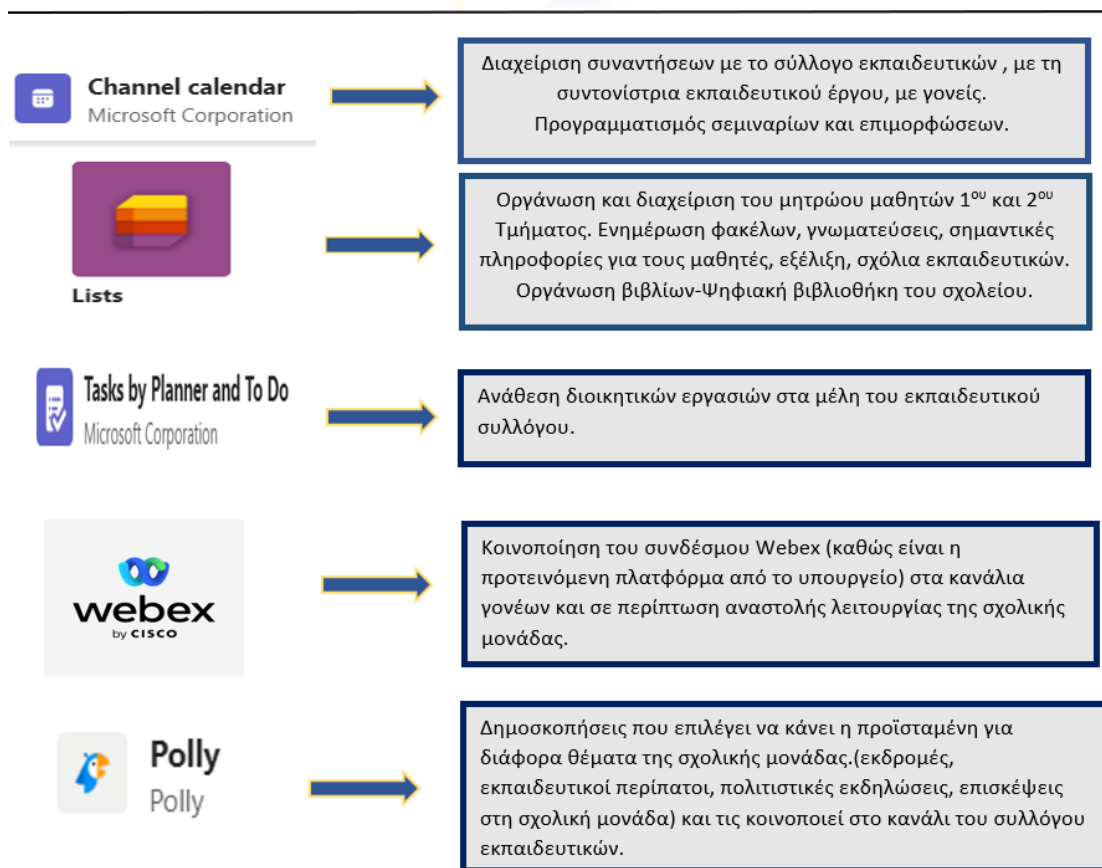 Channel calendar
Microsoft Corporation
Διαχείριση συναντήσεων με το σύλλογο εκπαιδευτικών , με τη
συντονίστρια εκπαιδευτικού έργου, με γονείς.
Προγραμματισμός σεμιναρίων και επιμορφώσεων.
Lists
Οργάνωση και διαχείριση του μητρώου μαθητών 1ου και 2ου
Τμήματος. Ενημέρωση φακέλων, γνωματεύσεις, σημαντικές
πληροφορίες για τους μαθητές, εξέλιξη, σχόλια εκπαιδευτικών.
Οργάνωση βιβλίων-Ψηφιακή βιβλιοθήκη του σχολείου.
Tasks by Planner and To Do
Microsoft Corporation
Ανάθεση διοικητικών εργασιών στα μέλη του εκπαιδευτικού
συλλόγου.
webex
by CISCO
Κοινοποίηση του συνδέσμου Webex (καθώς είναι η
προτεινόμενη πλατφόρμα από το υπουργείο) στα κανάλια
γονέων και σε περίπτωση αναστολής λειτουργίας της σχολικής
μονάδας.
Polly
Polly
Δημοσκοπήσεις που επιλέγει να κάνει η προϊσταμένη για
διάφορα θέματα της σχολικής μονάδας.(εκδρομές,
εκπαιδευτικοί περίπατοι, πολιτιστικές εκδηλώσεις, επισκέψεις
στη σχολική μονάδα) και τις κοινοποιεί στο κανάλι του συλλόγου
εκπαιδευτικών.